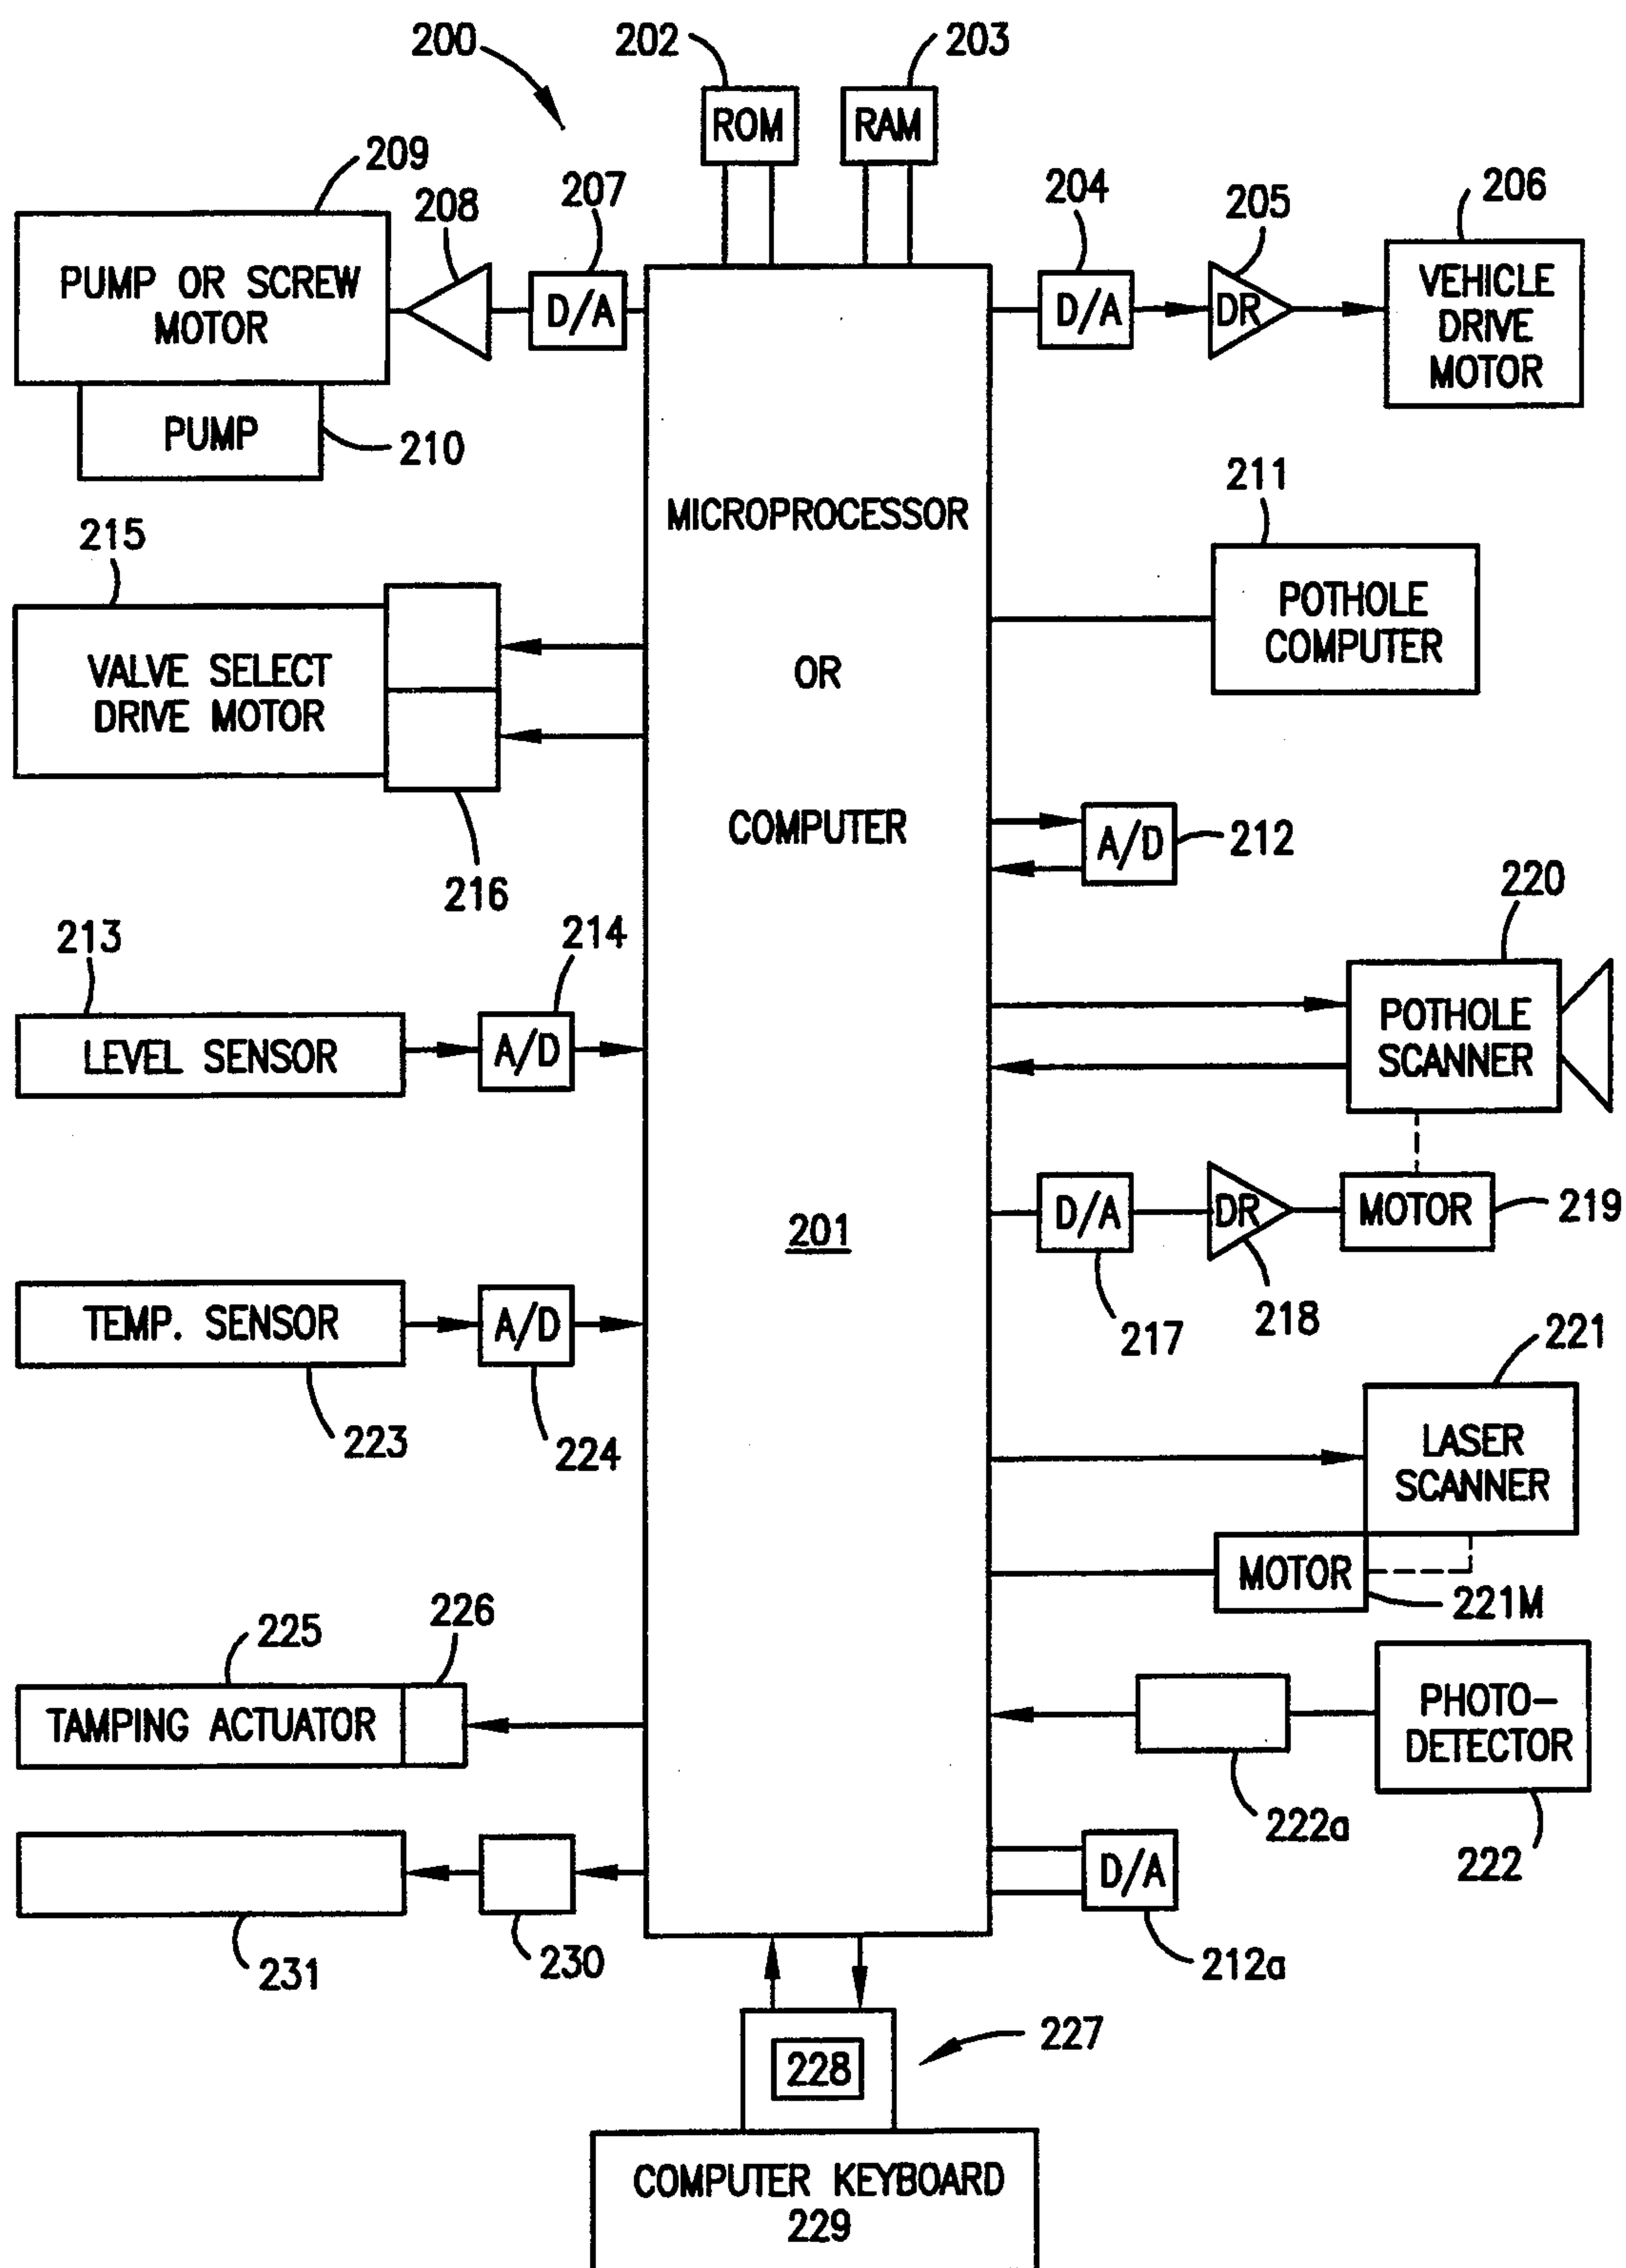 200
202
203
ROM
RAM
209
208
207
204
205
206
PUMP OR SCREW
MOTOR
D/A
D/A
DR
VEHICLE
DRIVE
MOTOR
PUMP
210
211
MICROPROCESSOR
215
POTHOLE
COMPUTER
VALVE SELECT
DRIVE MOTOR
OR
COMPUTER
A/D
212
216
220
213
214
LEVEL SENSOR
A/D
POTHOLE
SCANNER
201
D/A
DR
MOTOR
219
217
218
TEMP. SENSOR
A/D
223
224
221
LASER
SCANNER
MOTOR
221M
225
226
TAMPING ACTUATOR
PHOTO-
DETECTOR
222a
222
D/A
212a
231
230
227
228
COMPUTER KEYBOARD
229